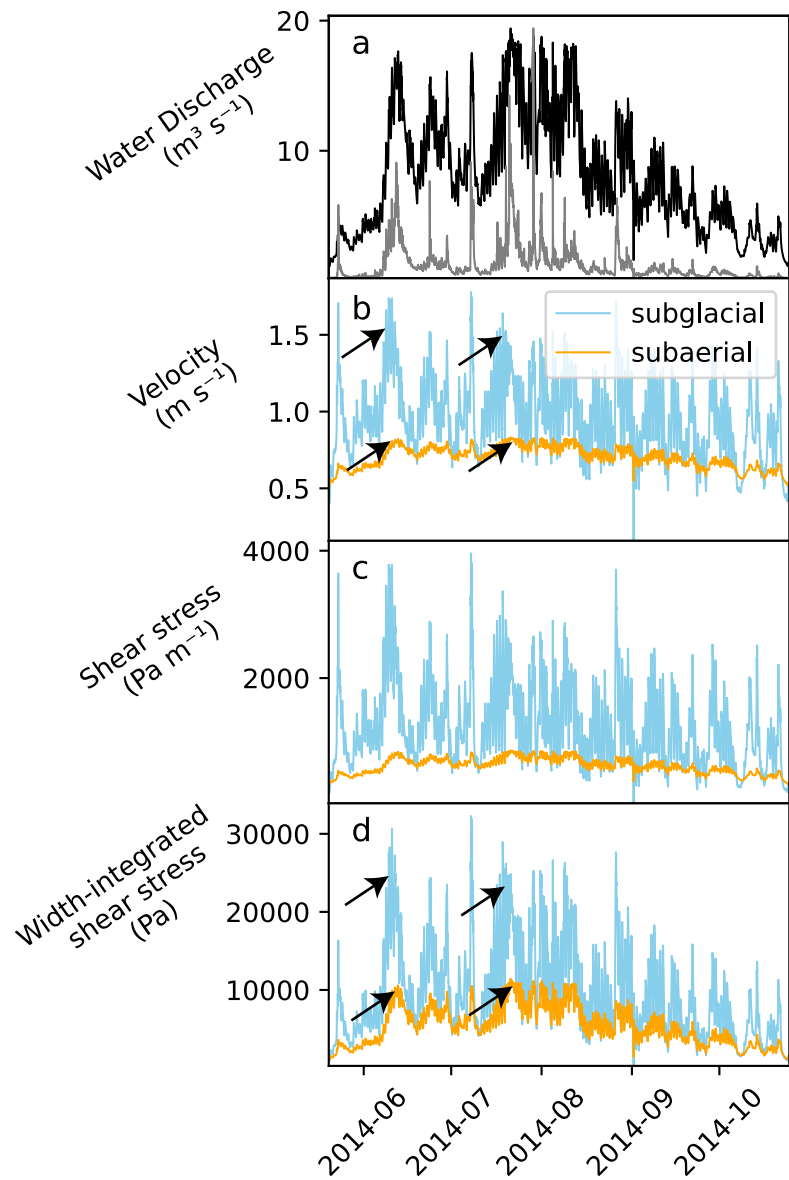 20
a
Water Discharge
(m³ s⁻¹)
10
b
subglacial
subaerial
1.5
Velocity
(m s⁻¹)
1.0
0.5
4000
c
Shear stress
(Pa m⁻¹)
2000
d
30000
Width-integrated
shear stress
(Pa)
20000
10000
2014-06
2014-07
2014-08
2014-09
2014-10